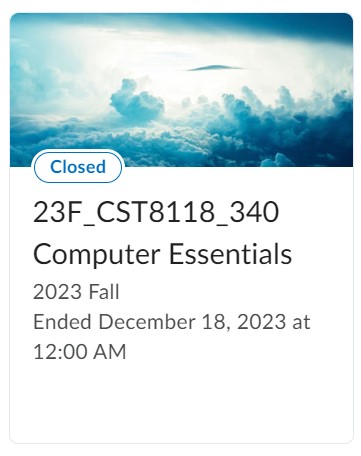 Closed
23F_CST8118_340
Computer Essentials
2023 Fall
Ended December 18, 2023 at
12:00 AM